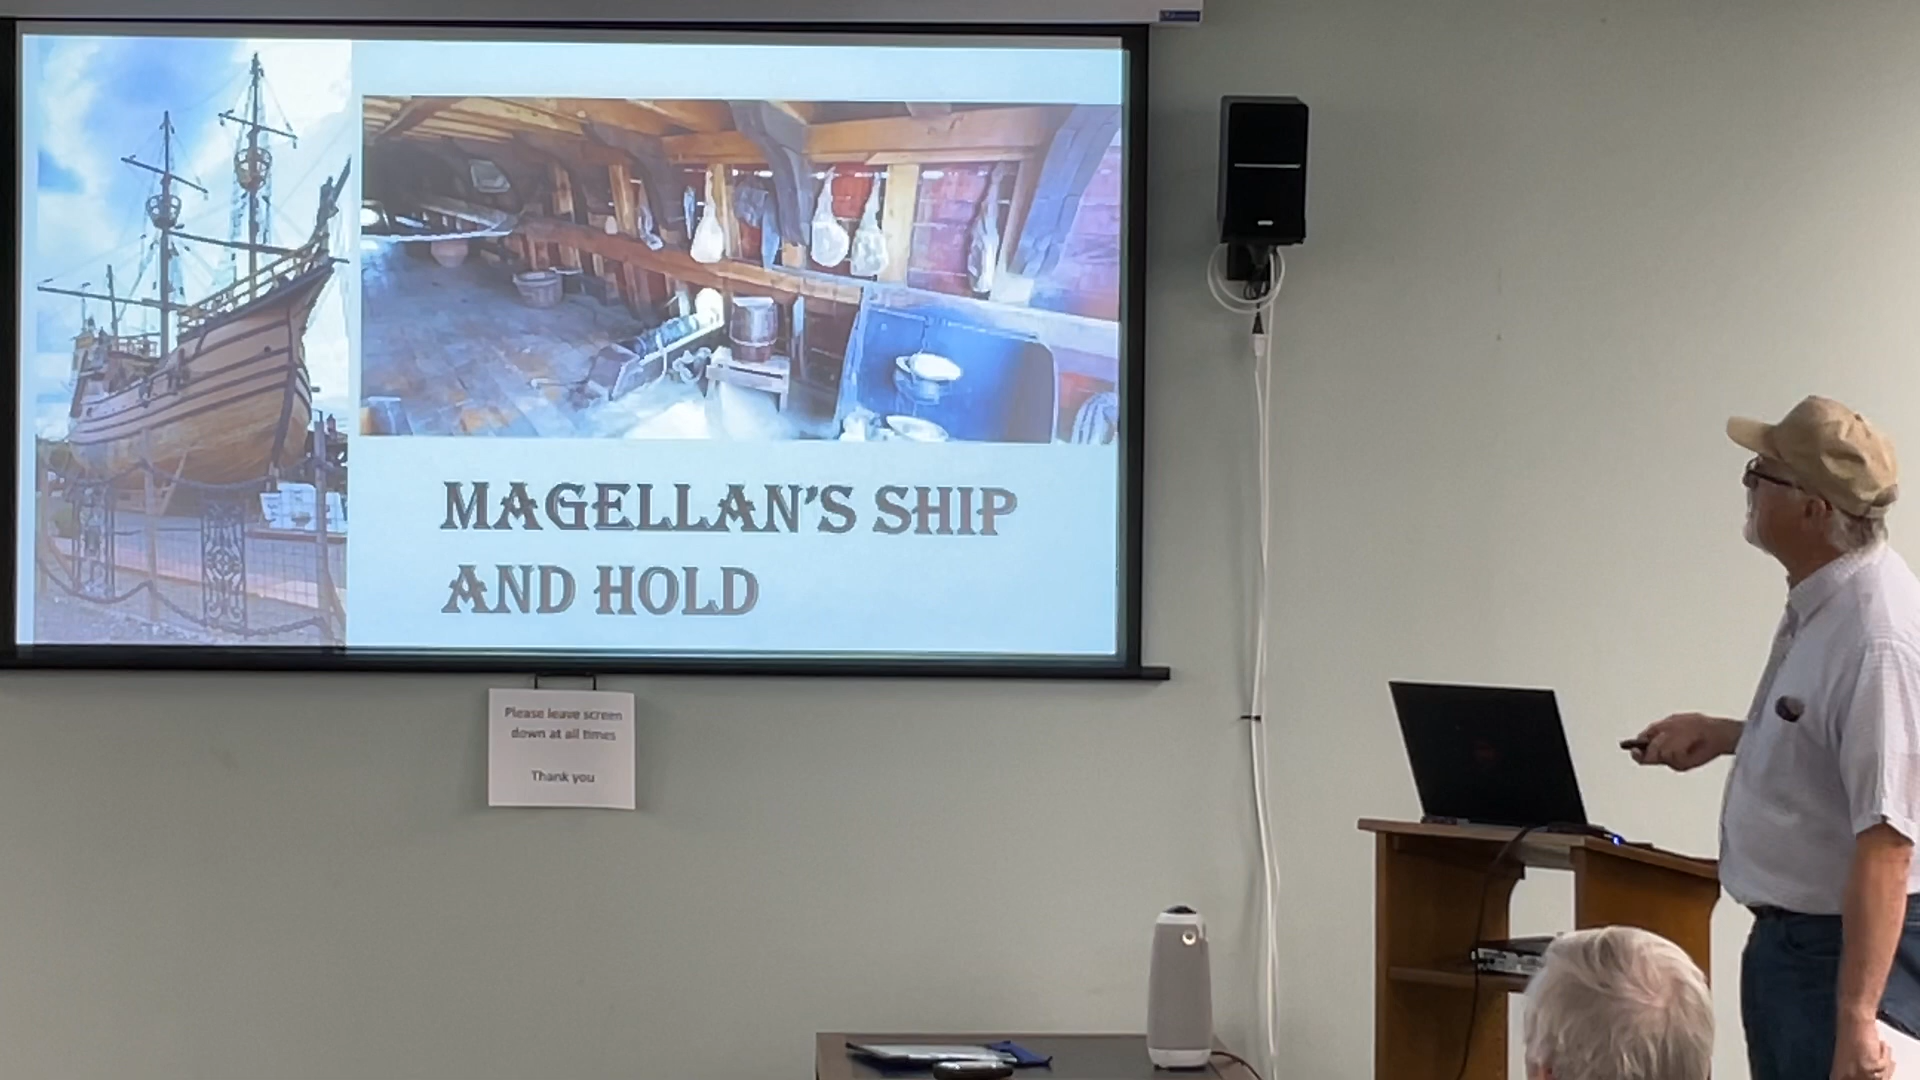 MAGELLAN'S SHIP
AND HOLD
Please leave screen
down at all times
Thank you